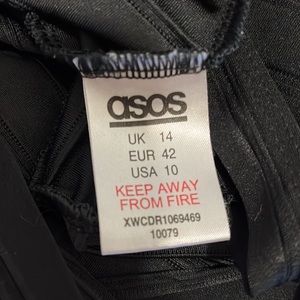 asos
UK 14
EUR 42
USA 10
KEEP AWAY
FROM FIRE
XWCDR1069469
10079